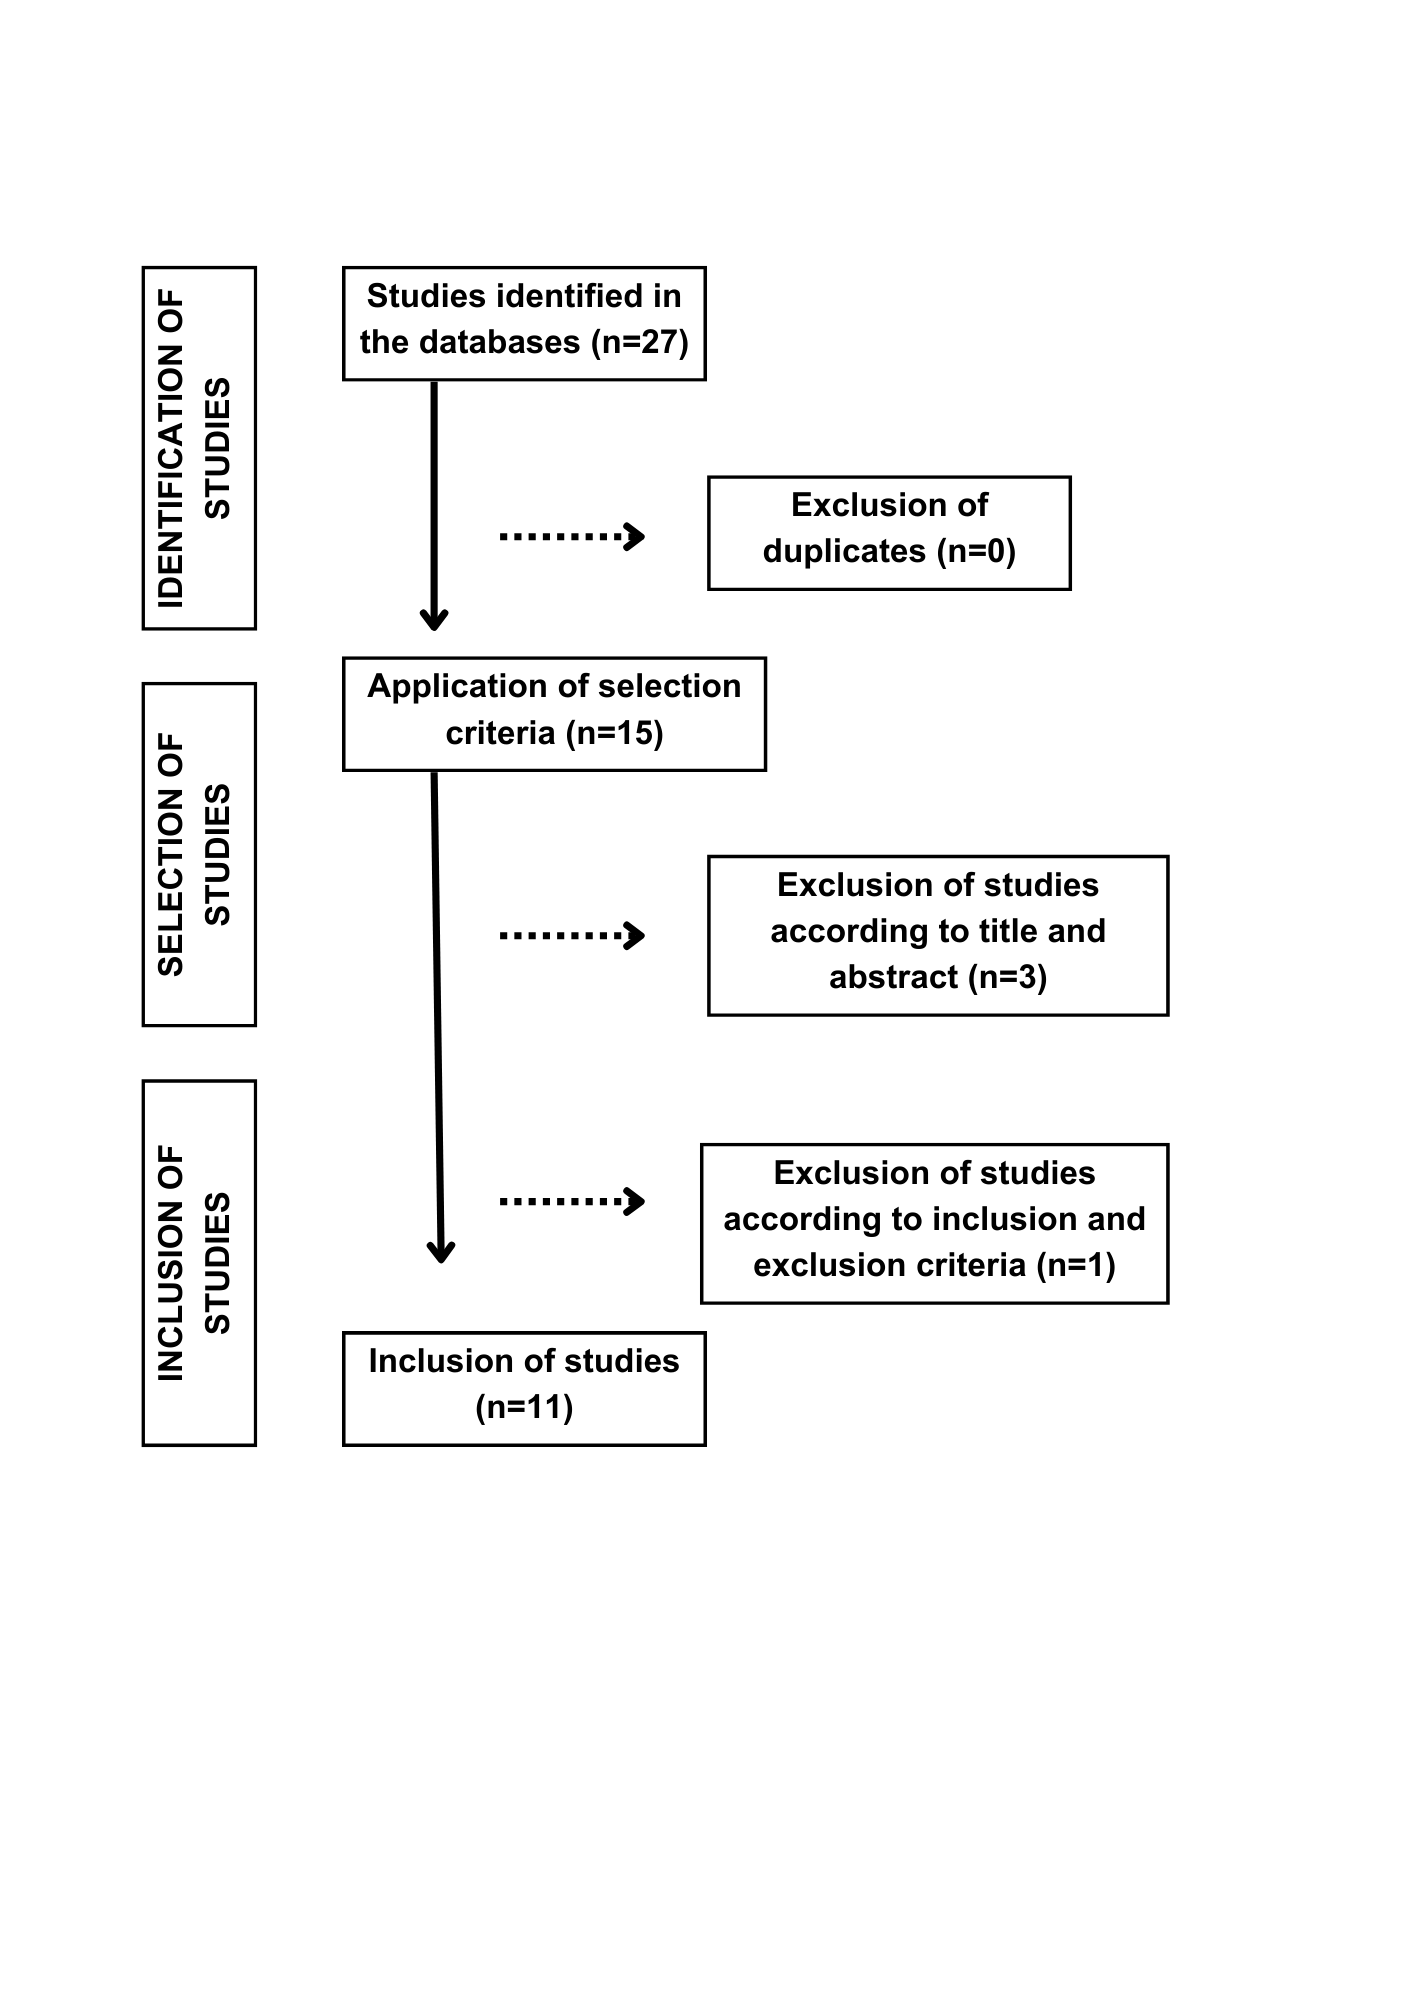 IDENTIFICATION OF
STUDIES
Studies identified in
the databases (n=27)
Exclusion of
duplicates (n=0)
SELECTION OF
STUDIES
Application of selection
criteria (n=15)
Exclusion of studies
according to title and
abstract (n=3)
INCLUSION OF
STUDIES
Exclusion of studies
according to inclusion and
exclusion criteria (n=1)
Inclusion of studies
(n=11)